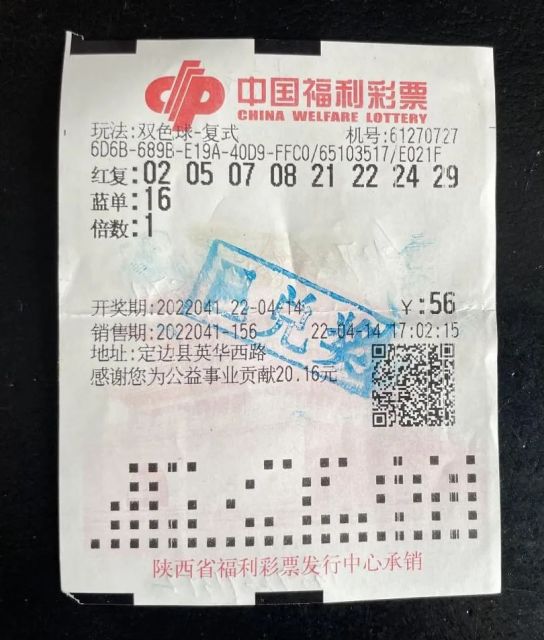 中国福利彩票
CHINA WELFARE LOTTERY
玩法:双色球-复式 机号:61270727
6D6B-689B-E19A-40D9-FFC0/65103517/E021F
红复:02 05 07 08 21 22 24 29
蓝单:16
倍数:1
已兑奖
开奖期:2022041 22-04-14 ¥:56
销售期:2022041-156 22-04-14 17:02:15
地址:定边县英华西路
感谢您为公益事业贡献20.16元
陕西省福利彩票发行中心承销